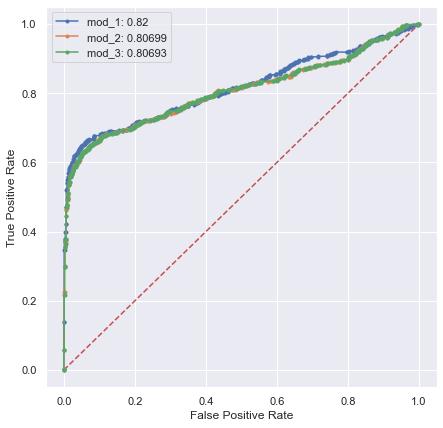 mod_1: 0.82
mod_2: 0.80699
mod_3: 0.80693
1.0
0.8
0.6
0.4
0.2
0.0
True Positive Rate
0.0 0.2 0.4 0.6 0.8 1.0
False Positive Rate